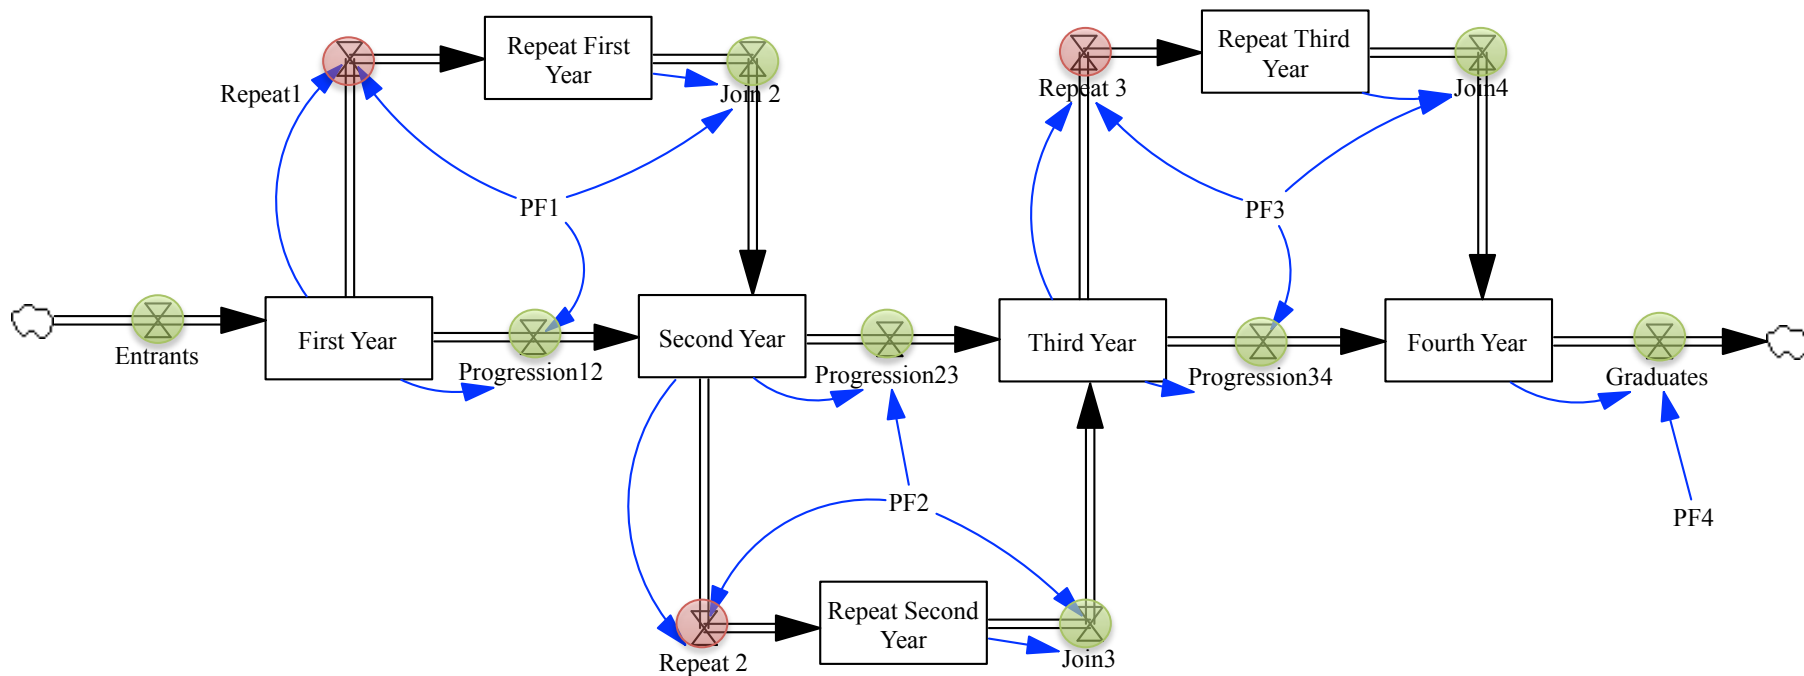 Repeat First
Year
Repeat1
Join 2
PF1
Repeat Third
Year
Repeat 3
Join4
PF3
Entrants
First Year
Progression12
Second Year
Progression23
Third Year
Progression34
Fourth Year
Graduates
PF2
PF4
Repeat Second
Year
Repeat 2
Join3